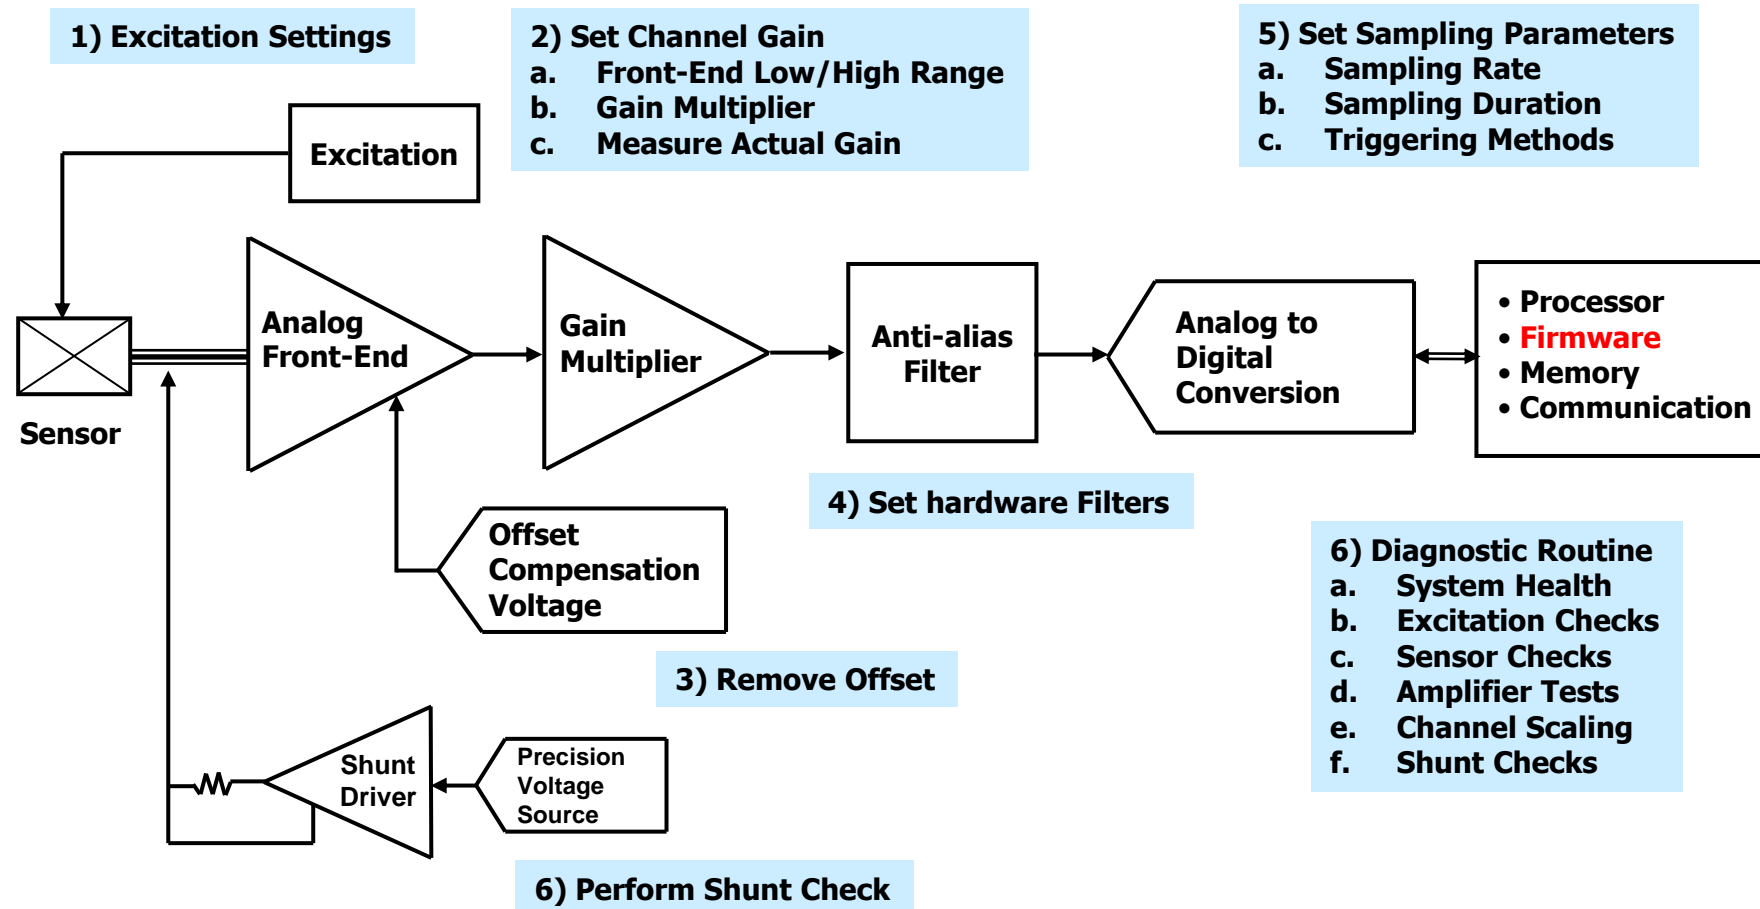 1) Excitation Settings
2) Set Channel Gain
a. Front-End Low/High Range
b. Gain Multiplier
c. Measure Actual Gain
5) Set Sampling Parameters
a. Sampling Rate
b. Sampling Duration
c. Triggering Methods
Excitation
Sensor
Analog
Front-End
Gain
Multiplier
Anti-alias
Filter
Analog to
Digital
Conversion
• Processor
• Firmware
• Memory
• Communication
4) Set hardware Filters
Offset
Compensation
Voltage
3) Remove Offset
6) Diagnostic Routine
a. System Health
b. Excitation Checks
c. Sensor Checks
d. Amplifier Tests
e. Channel Scaling
f. Shunt Checks
Shunt
Driver
Precision
Voltage
Source
6) Perform Shunt Check